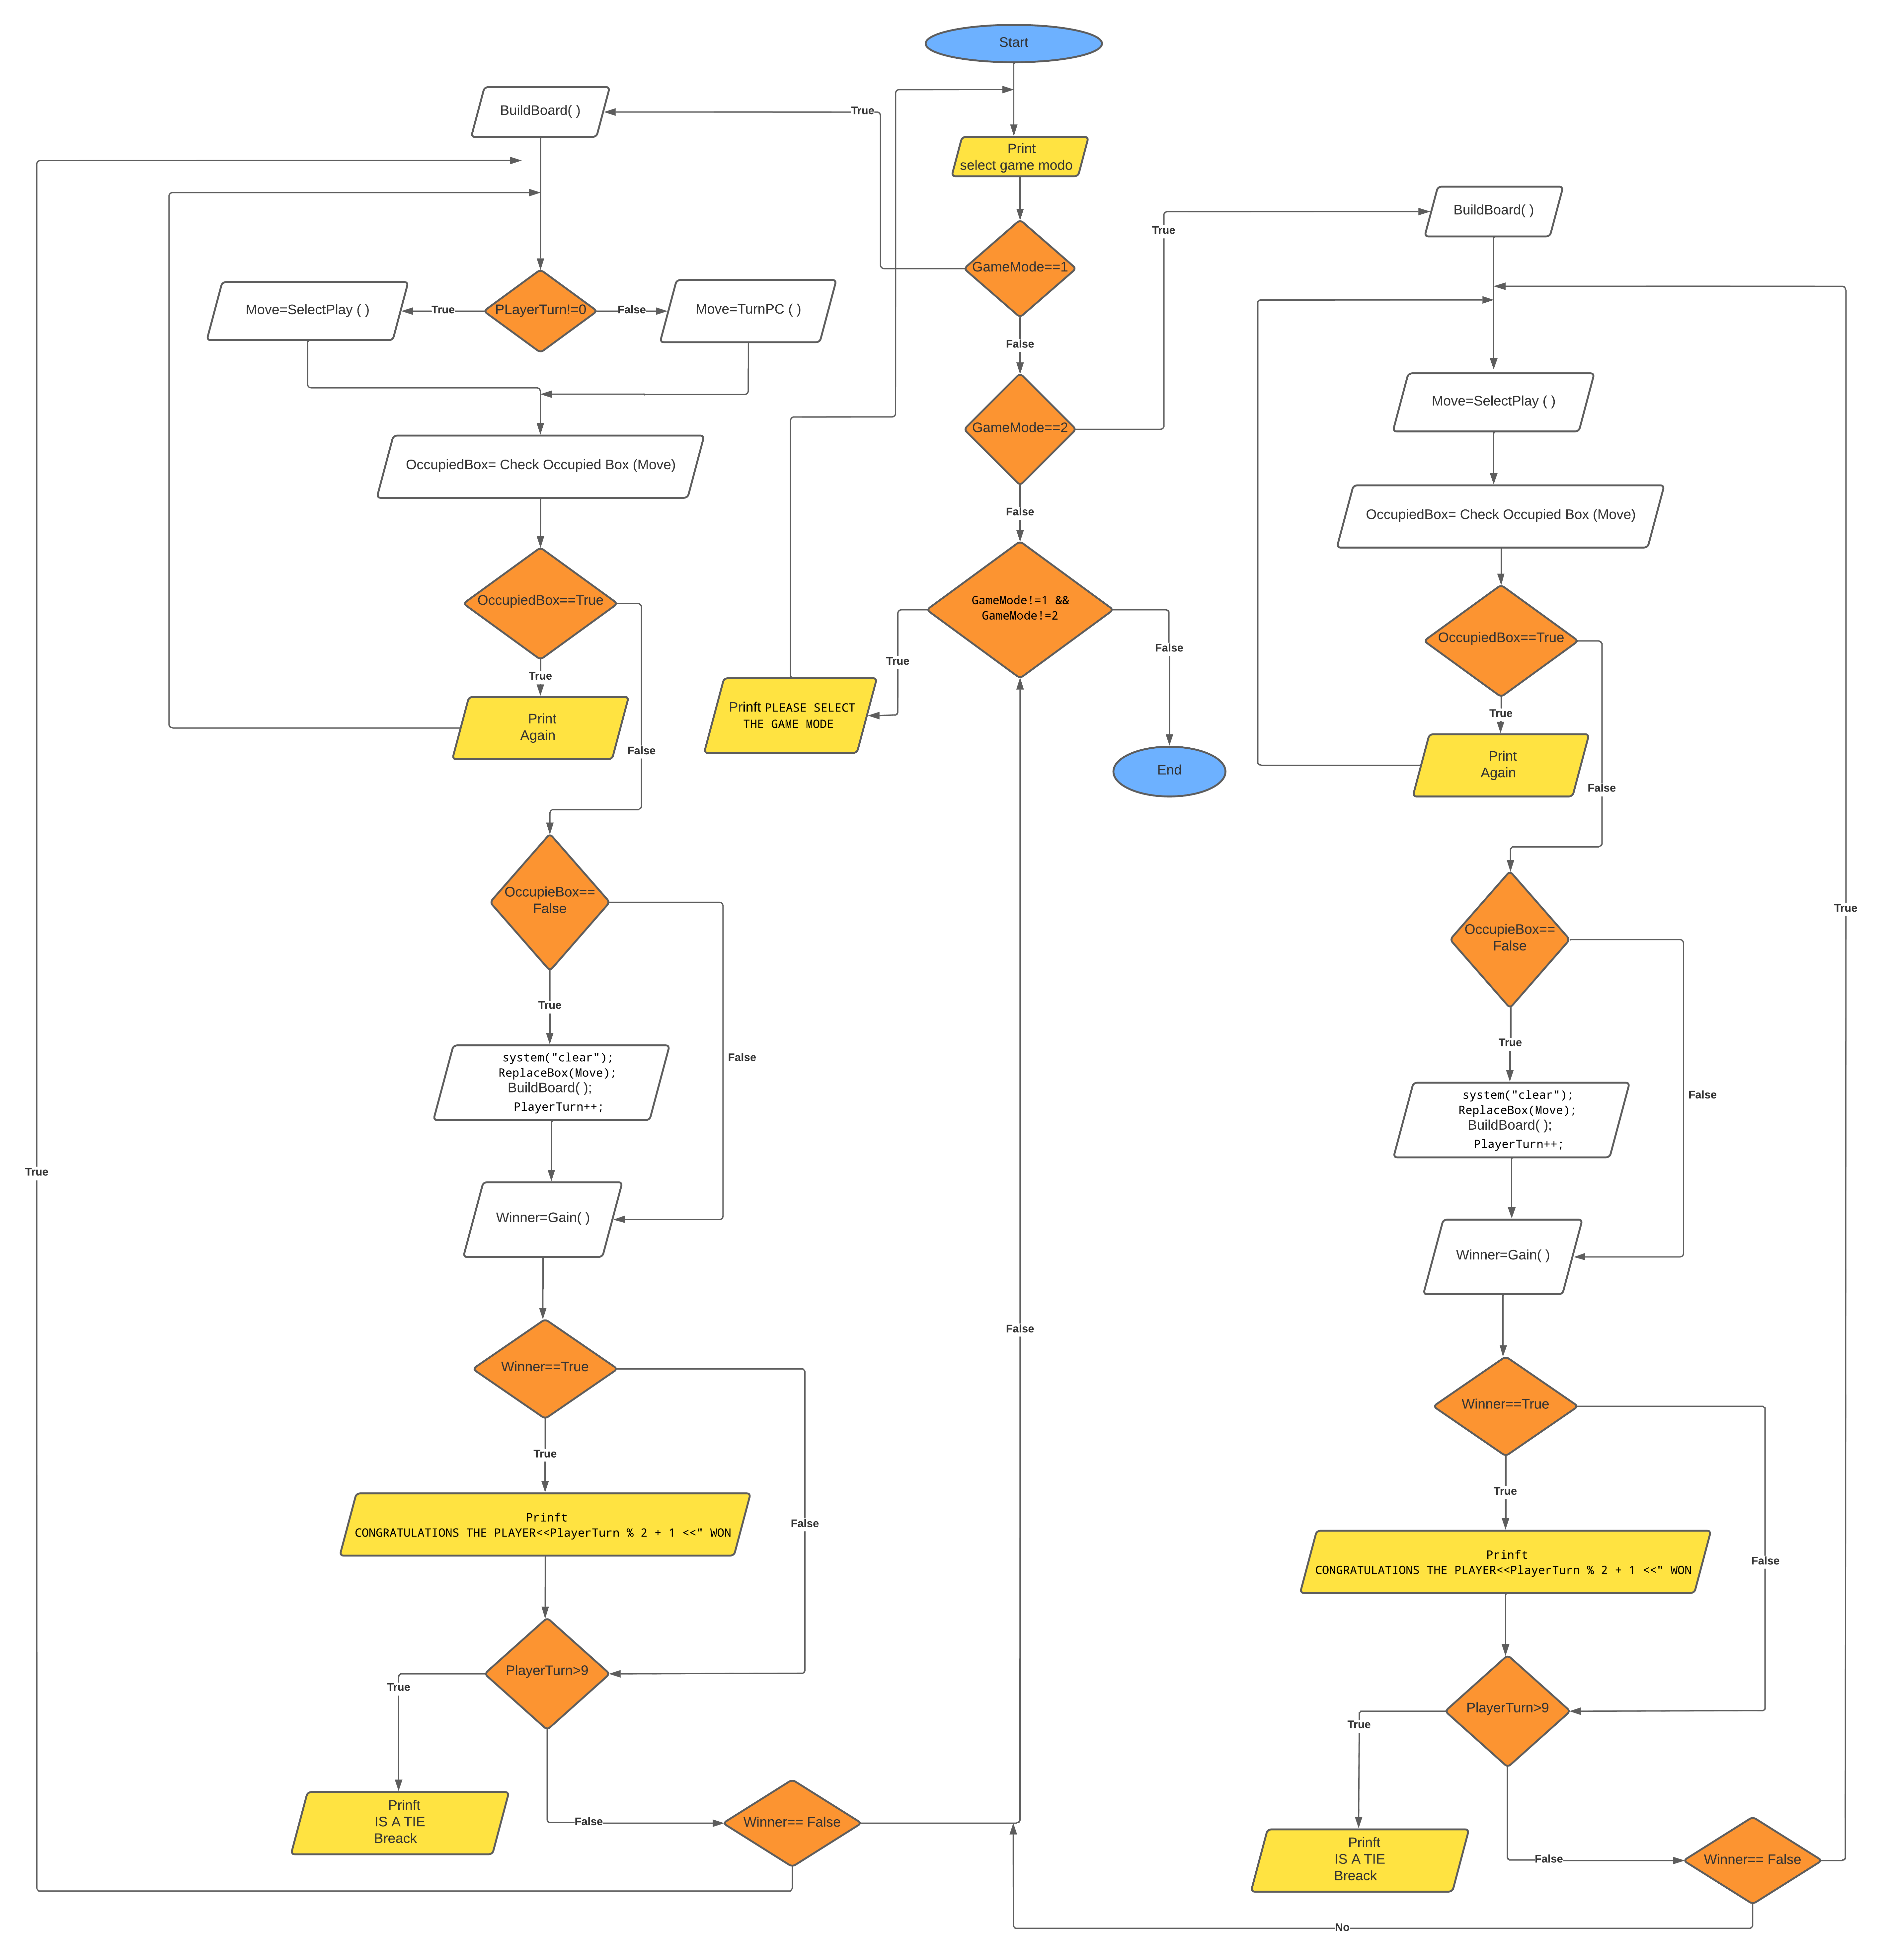 Start
Print
select game modo
GameMode==1
True
False
GameMode==2
True
False
GameMode!=1 &&
GameMode!=2
True
False
Prinft PLEASE SELECT
THE GAME MODE
End
BuildBoard( )
PLayerTurn!=0
True
False
Move=SelectPlay ( )
Move=TurnPC ( )
OccupiedBox= Check Occupied Box (Move)
OccupiedBox==True
True
False
Print
Again
OccupieBox==
False
True
False
system("clear");
ReplaceBox(Move);
BuildBoard( );
PlayerTurn++;
Winner=Gain( )
Winner==True
True
False
Prinft
CONGRATULATIONS THE PLAYER<<PlayerTurn % 2 + 1 <<" WON
PlayerTurn>9
True
False
Prinft
IS A TIE
Breack
Winner== False
True
False
BuildBoard( )
Move=SelectPlay ( )
OccupiedBox= Check Occupied Box (Move)
OccupiedBox==True
True
False
Print
Again
OccupieBox==
False
True
False
system("clear");
ReplaceBox(Move);
BuildBoard( );
PlayerTurn++;
Winner=Gain( )
Winner==True
True
False
Prinft
CONGRATULATIONS THE PLAYER<<PlayerTurn % 2 + 1 <<" WON
PlayerTurn>9
True
False
Prinft
IS A TIE
Breack
Winner== False
True
No